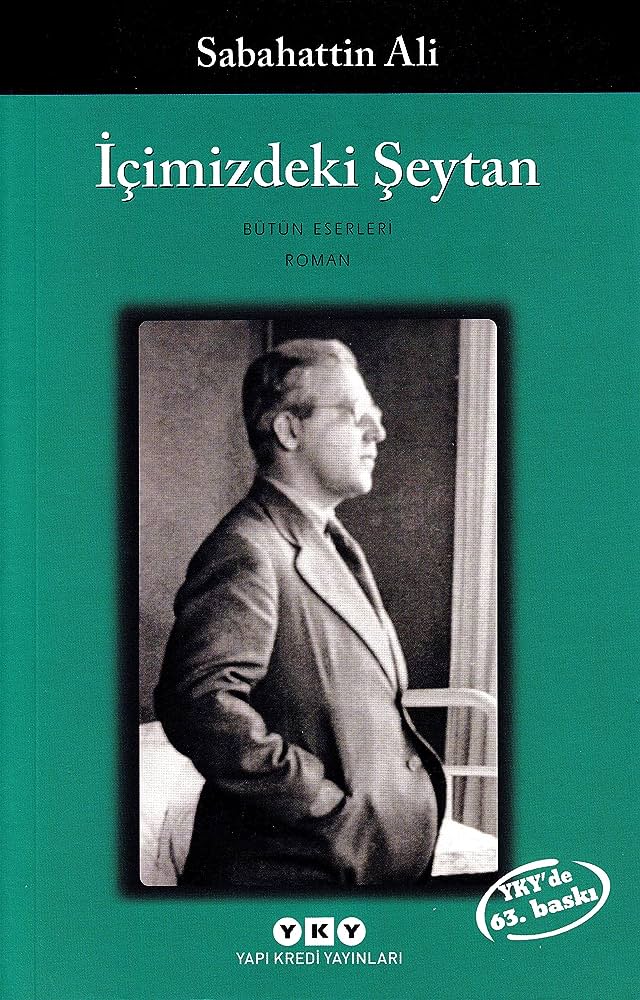 Sabahattin Ali
İçimizdeki Şeytan
BÜTÜN ESERLERİ
ROMAN
YKY'de
63. baskı
YKY
YAPI KREDİ YAYINLARI